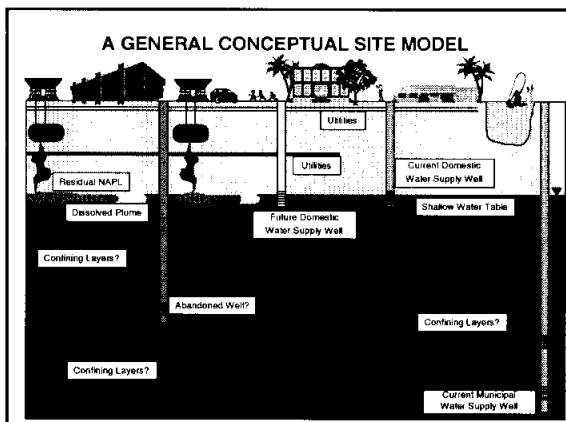 A GENERAL CONCEPTUAL SITE MODEL
Utilities
Utilities
Current Domestic
Water Supply Well
Residual NAPL
Dissolved Plume
Future Domestic
Water Supply Well
Shallow Water Table
Confining Layers?
Abandoned Well?
Confining Layers?
Confining Layers?
Current Municipal
Water Supply Well